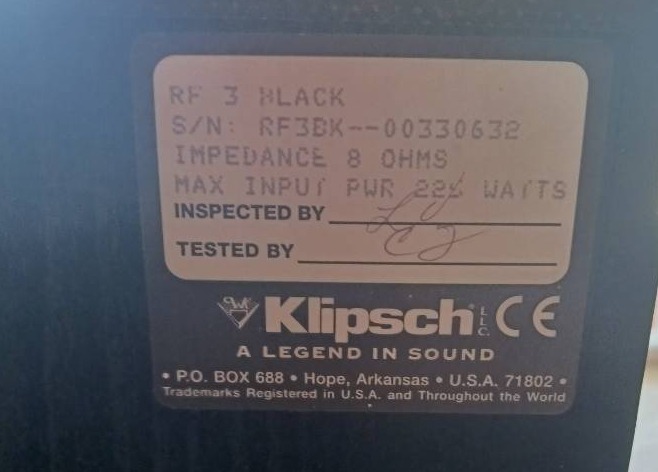 RF 3 BLACK
S/N: RF3BK--00330632
IMPEDANCE 8 OHMS
MAX INPUT PWR 225 WATTS
INSPECTED BY
TESTED BY
Klipsch LLC. CE
A LEGEND IN SOUND
• P.O. BOX 688 • Hope, Arkansas • U.S.A. 71802 •
Trademarks Registered in U.S.A. and Throughout the World